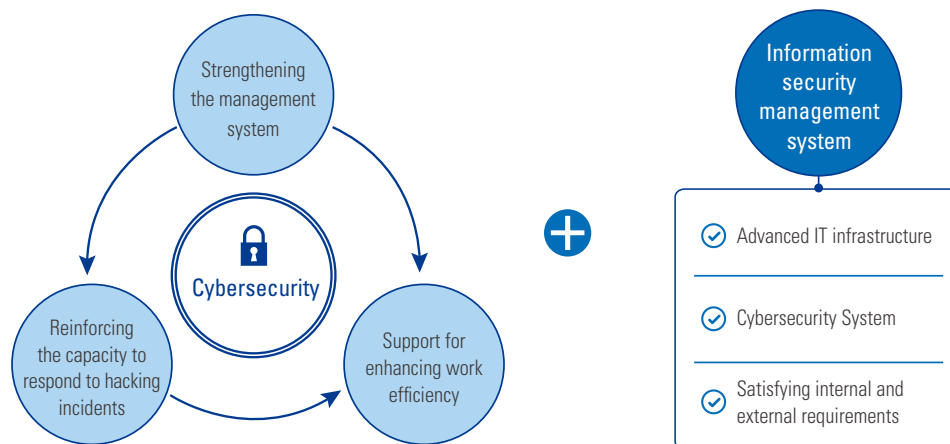 Strengthening
the management
system
Cybersecurity
Reinforcing
the capacity to
respond to hacking
incidents
Support for
enhancing work
efficiency
Information
security
management
system
Advanced IT infrastructure
Cybersecurity System
Satisfying internal and
external requirements